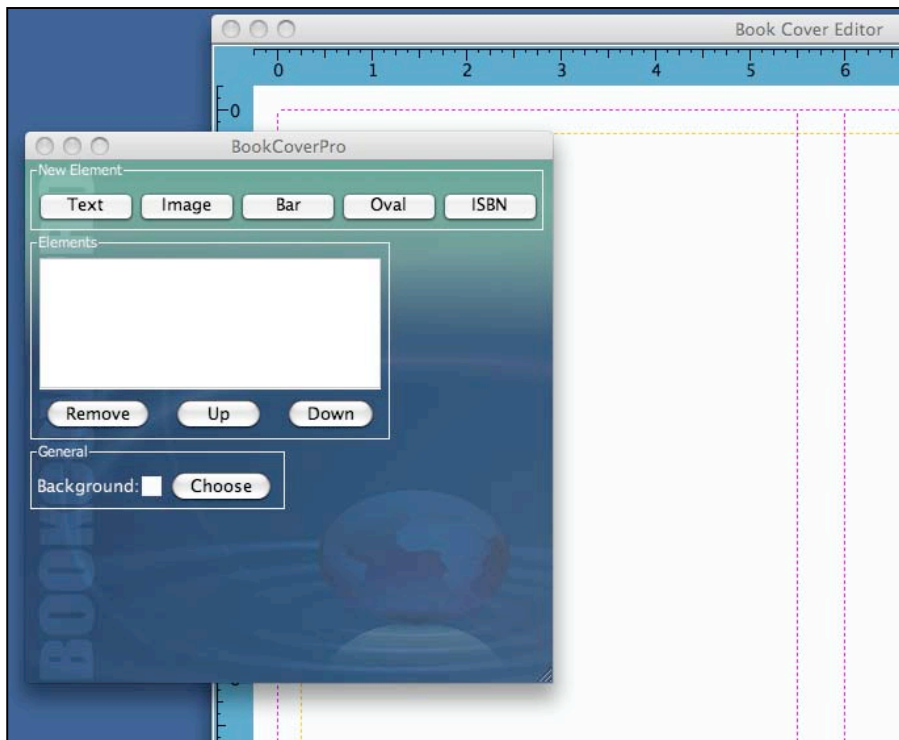 Book Cover Editor
0 1 2 3 4 5 6
0
BookCoverPro
New Element
Text Image Bar Oval ISBN
Elements
Remove Up Down
General
Background: Choose